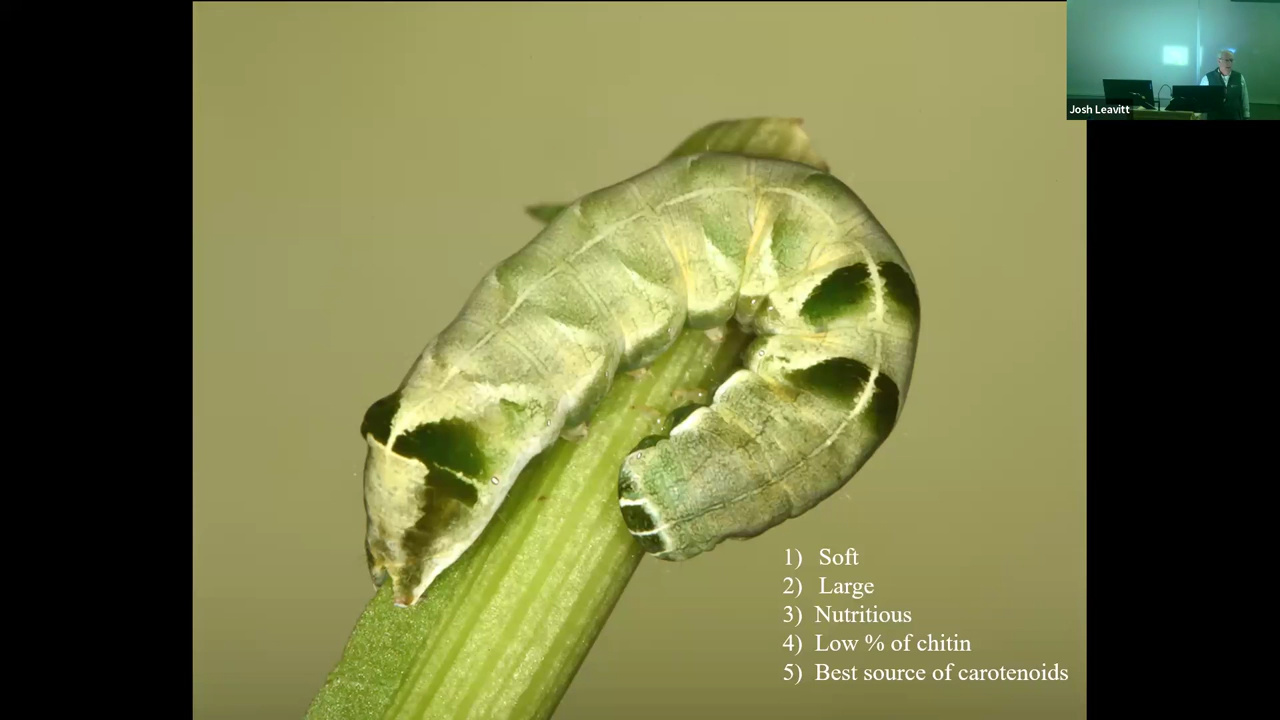 Josh Leavitt
1) Soft
2) Large
3) Nutritious
4) Low % of chitin
5) Best source of carotenoids